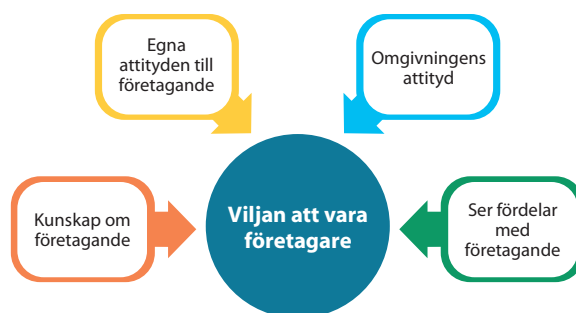 Egna
attityden till
företagande
Omgivningens
attityd
Kunskap om
företagande
Viljan att vara
företagare
Ser fördelar
med
företagande